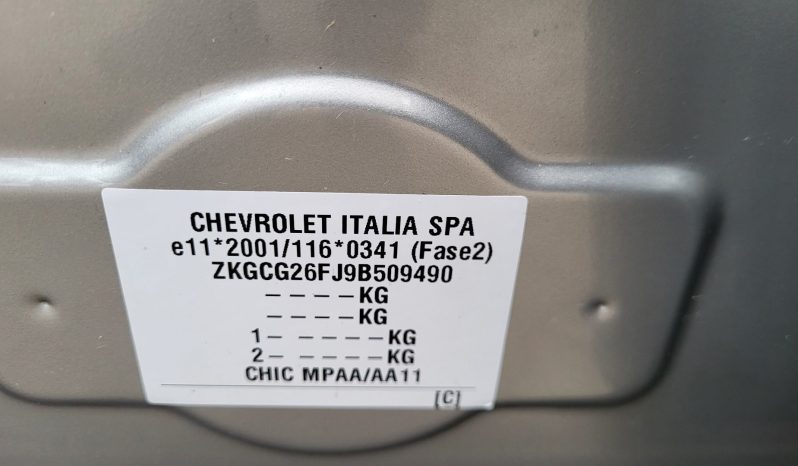 CHEVROLET ITALIA SPA
e11*2001/116*0341 (Fase2)
ZKGCG26FJ9B509490
– – – –KG
– – – –KG
1– – – – –KG
2– – – – –KG
CHIC MPAA/AA11
[C]